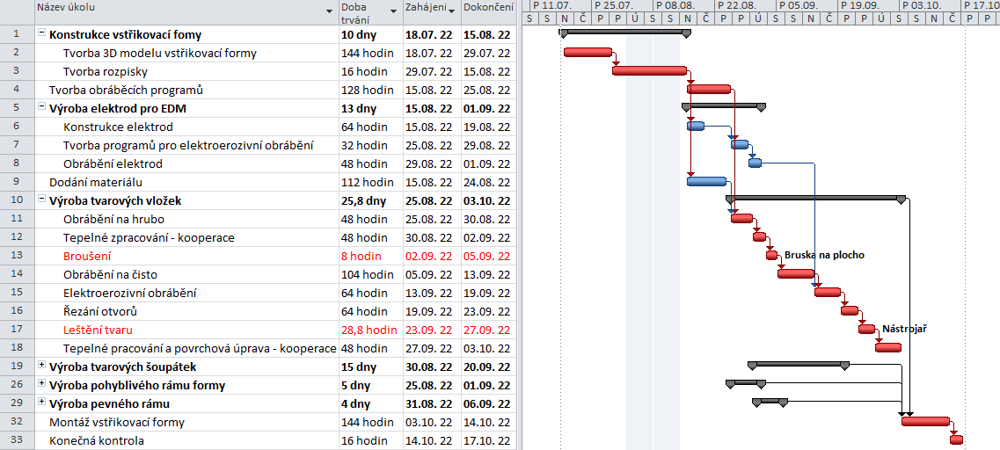 Název úkolu Doba trvání Zahájení Dokončení P 11.07. P 25.07. P 08.08. P 22.08. P 05.09. P 19.09. P 03.10. P 17.10
S S N Č P Ú S S N Č P Ú S S N Č P Ú S S N Č P Ú
1 Konstrukce vstřikovací fomy 10 dny 18.07. 22 15.08. 22
2 Tvorba 3D modelu vstřikovací formy 144 hodin 18.07. 22 29.07. 22
3 Tvorba rozpisky 16 hodin 29.07. 22 15.08. 22
4 Tvorba obráběcích programů 128 hodin 15.08. 22 25.08. 22
5 Výroba elektrod pro EDM 13 dny 15.08. 22 01.09. 22
6 Konstrukce elektrod 64 hodin 15.08. 22 19.08. 22
7 Tvorba programů pro elektroerozivní obrábění 32 hodin 25.08. 22 29.08. 22
8 Obrábění elektrod 48 hodin 29.08. 22 01.09. 22
9 Dodání materiálu 112 hodin 15.08. 22 24.08. 22
10 Výroba tvarových vložek 25,8 dny 25.08. 22 03.10. 22
11 Obrábění na hrubo 48 hodin 25.08. 22 30.08. 22
12 Tepelné zpracování - kooperace 48 hodin 30.08. 22 02.09. 22
13 Broušení 8 hodin 02.09. 22 05.09. 22 Bruska na plocho
14 Obrábění na čisto 104 hodin 05.09. 22 13.09. 22
15 Elektroerozivní obrábění 64 hodin 13.09. 22 19.09. 22
16 Řezání otvorů 64 hodin 19.09. 22 23.09. 22
17 Leštění tvaru 28,8 hodin 23.09. 22 27.09. 22 Nástrojař
18 Tepelné pracování a povrchová úprava - kooperace 48 hodin 27.09. 22 03.10. 22
19 Výroba tvarových šoupátek 15 dny 30.08. 22 20.09. 22
26 Výroba pohyblivého rámu formy 5 dny 25.08. 22 01.09. 22
29 Výroba pevného rámu 4 dny 31.08. 22 06.09. 22
32 Montáž vstřikovací formy 144 hodin 03.10. 22 14.10. 22
33 Konečná kontrola 16 hodin 14.10. 22 17.10. 22